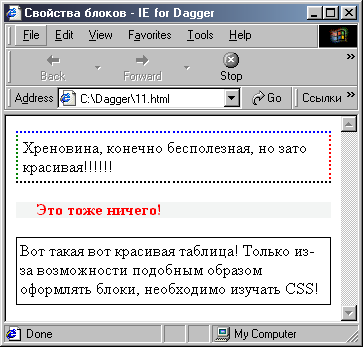 Свойства блоков - IE for Dagger
File Edit View Favorites Tools Help
Back Forward Stop
Address C:\Dagger\11.html Go Ссылки
Хреновина, конечно бесполезная, но зато
красивая!!!!!!
Это тоже ничего!
Вот такая вот красивая таблица! Только из-
за возможности подобным образом
оформлять блоки, необходимо изучать CSS!
Done My Computer